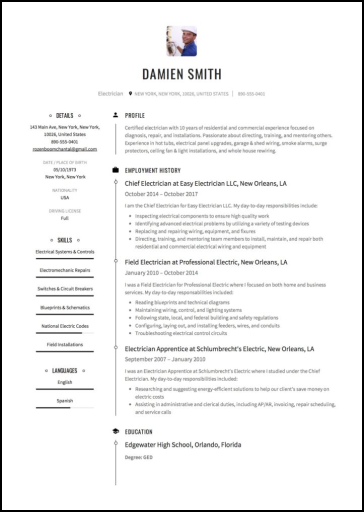 DAMIEN SMITH
Electrician
NEW YORK, NEW YORK, 10026, UNITED STATES
890-555-0401
DETAILS
143 Main Ave, New York, New York,
10026, United States
890-555-0401
rosenboomchantal@gmail.com
DATE / PLACE OF BIRTH
05/10/1973
New York, New York
NATIONALITY
USA
DRIVING LICENSE
Full
SKILLS
Electrical Systems & Controls
Electromechanic Repairs
Switches & Circuit Breakers
Blueprints & Schematics
National Electric Codes
Field Installations
LANGUAGES
English
Spanish
PROFILE
Certified electrician with 10 years of residential and commercial experience focused on
diagnosis, repair, and installations. Passionate about directing, training, and mentoring others.
Experience in hot tubs, electrical panel upgrades, garage & shed wiring, smoke alarms, surge
protectors, ceiling fan & light installations, and whole house rewiring.
EMPLOYMENT HISTORY
Chief Electrician at Easy Electrician LLC, New Orleans, LA
October 2014 – October 2017
I am the Chief Electrician for Easy Electrician LLC. My day-to-day responsibilities include:
• Inspecting electrical components to ensure high quality work
• Identifying and disproven electrical problems by utilizing a variety of testing devices
• Replacing and repairing wiring, equipment, and fixtures
• Directing, training, and mentoring team members to install, maintain, and repair both
residential and commercial electrical wiring and equipment
Field Electrician at Professional Electric, New Orleans, LA
January 2010 – October 2014
I was a Field Electrician for Professional Electric where I focused on both home and business
services. My day-to-day responsibilities included:
• Reading blueprints and technical diagrams
• Maintaining wiring, control, and lighting systems
• Following state, local, and federal building and safety regulations
• Configuring, laying out, and installing feeders, wires, and conduits
• Troubleshooting electrical control circuits
Electrician Apprentice at Schlumbrecht's Electric, New Orleans, LA
September 2007 – January 2010
I was an Electrician Apprentice at Schlumbrecht's Electric where I studied under the Chief
Electrician. My day-to-day responsibilities included:
• Researching and suggesting energy-efficient solutions to help our client's save money on
electric costs
• Assisting in administrative and clerical duties, including AP/AR, invoicing, repair scheduling,
and service calls
EDUCATION
Edgewater High School, Orlando, Florida
Degree: GED